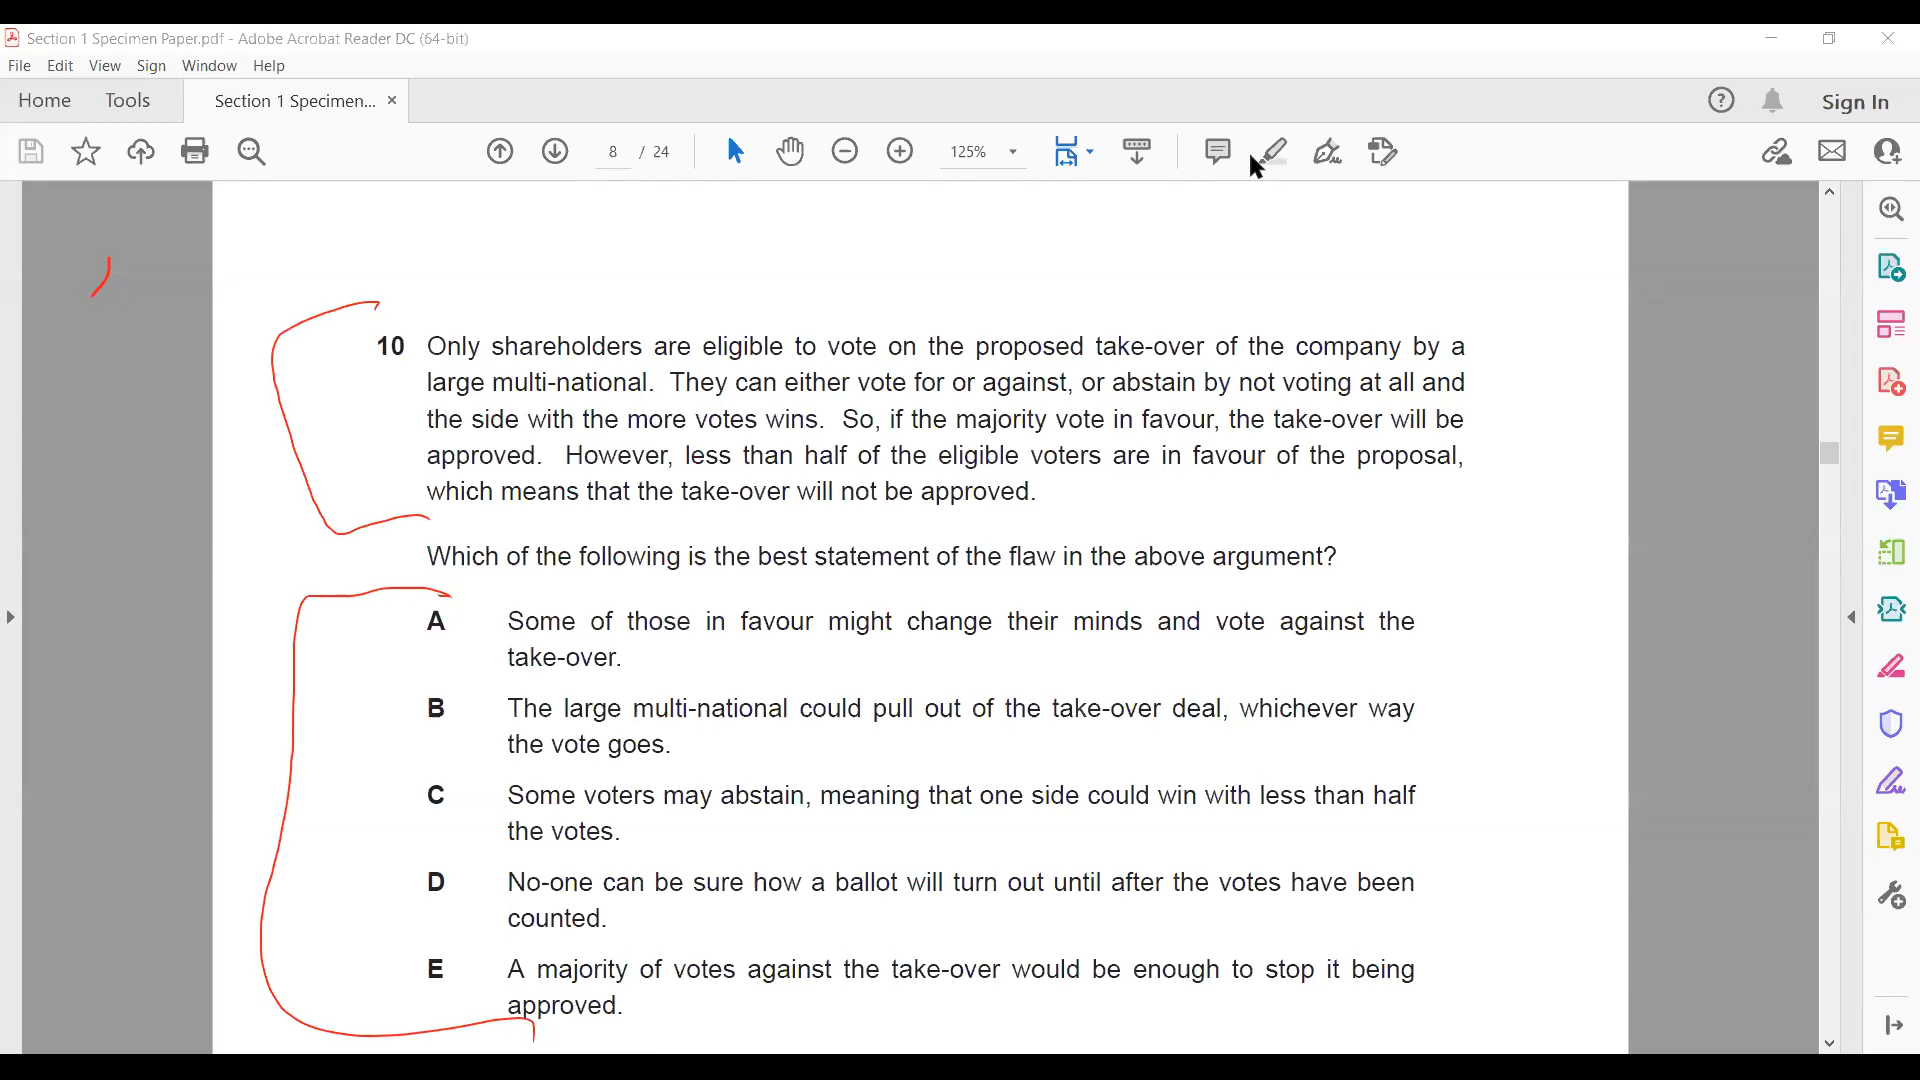 Section 1 Specimen Paper.pdf - Adobe Acrobat Reader DC (64-bit)
File Edit View Sign Window Help
Home Tools Section 1 Specimen... × Sign In
8 / 24 125%
10 Only shareholders are eligible to vote on the proposed take-over of the company by a
large multi-national. They can either vote for or against, or abstain by not voting at all and
the side with the more votes wins. So, if the majority vote in favour, the take-over will be
approved. However, less than half of the eligible voters are in favour of the proposal,
which means that the take-over will not be approved.
Which of the following is the best statement of the flaw in the above argument?
A Some of those in favour might change their minds and vote against the
take-over.
B The large multi-national could pull out of the take-over deal, whichever way
the vote goes.
C Some voters may abstain, meaning that one side could win with less than half
the votes.
D No-one can be sure how a ballot will turn out until after the votes have been
counted.
E A majority of votes against the take-over would be enough to stop it being
approved.